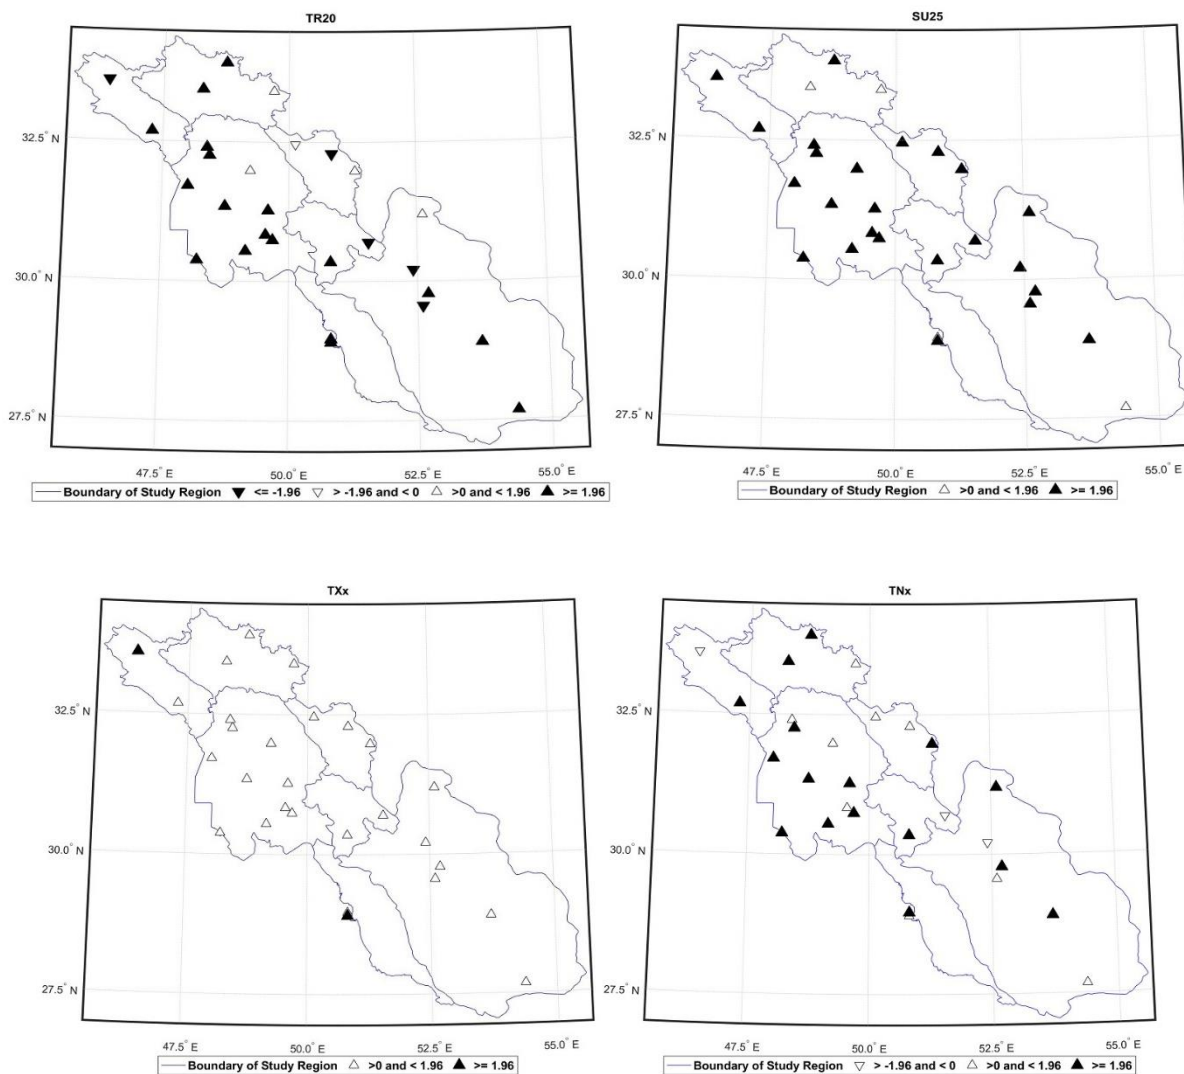 TR20
SU25
32.5° N
30.0° N
27.5° N
47.5° E
50.0° E
52.5° E
55.0° E
Boundary of Study Region <= -1.96 > -1.96 and < 0 >0 and < 1.96 >= 1.96
32.5° N
30.0° N
27.5° N
47.5° E
50.0° E
52.5° E
55.0° E
Boundary of Study Region >0 and < 1.96 >= 1.96
TXx
TNx
32.5° N
30.0° N
27.5° N
47.5° E
50.0° E
52.5° E
55.0° E
Boundary of Study Region >0 and < 1.96 >= 1.96
32.5° N
30.0° N
27.5° N
47.5° E
50.0° E
52.5° E
55.0° E
Boundary of Study Region > -1.96 and < 0 >0 and < 1.96 >= 1.96